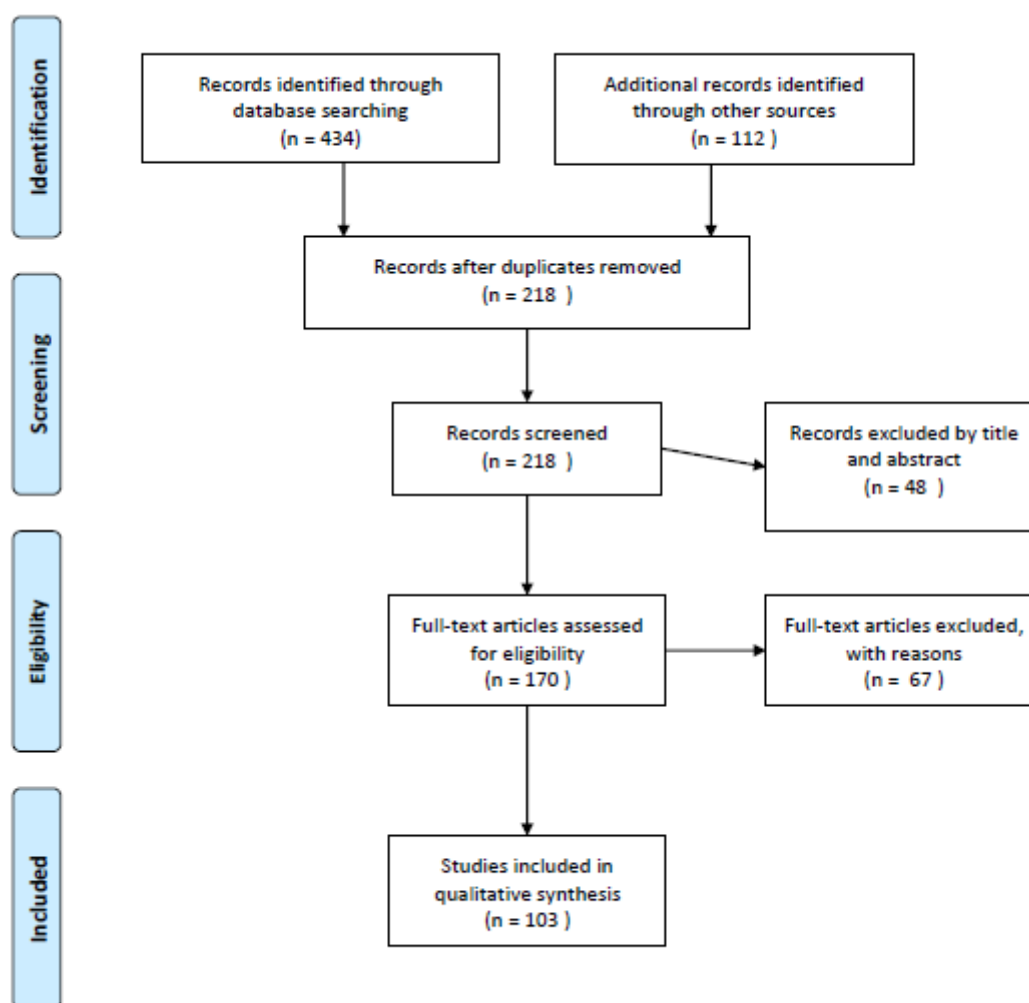 Identification
Records identified through
database searching
(n = 434)
Additional records identified
through other sources
(n = 112 )
Records after duplicates removed
(n = 218 )
Screening
Records screened
(n = 218 )
Records excluded by title
and abstract
(n = 48 )
Eligibility
Full-text articles assessed
for eligibility
(n = 170 )
Full-text articles excluded,
with reasons
(n = 67 )
Included
Studies included in
qualitative synthesis
(n = 103 )